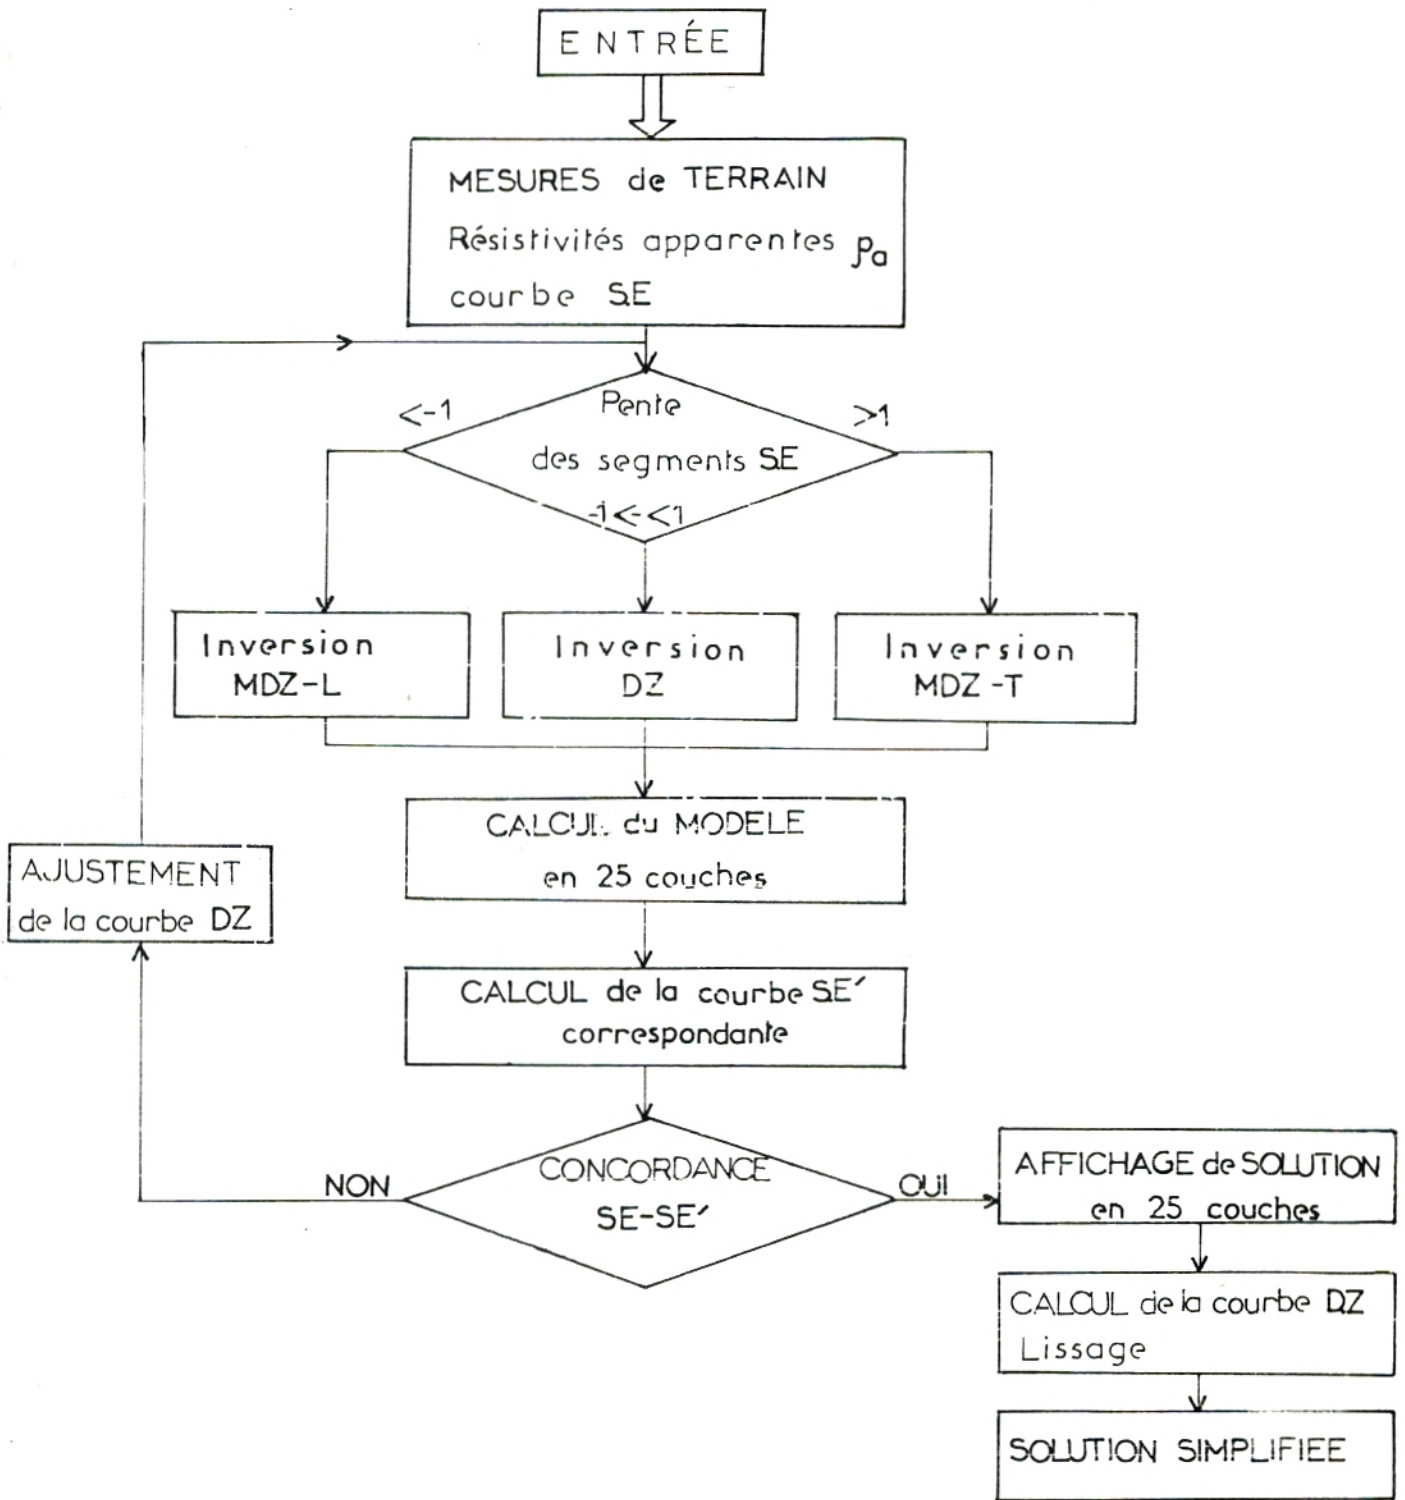 ENTRÉE
MESURES de TERRAIN
Résistivités apparentes ρa
courbe SE
<-1
Pente
>1
des segments SE
-1<-<1
Inversion
MDZ-L
Inversion
DZ
Inversion
MDZ-T
CALCUL du MODELE
en 25 couches
AJUSTEMENT
de la courbe DZ
CALCUL de la courbe SE′
correspondante
NON
CONCORDANCE
SE-SE′
OUI
AFFICHAGE de SOLUTION
en 25 couches
CALCUL de la courbe DZ
Lissage
SOLUTION SIMPLIFIEE